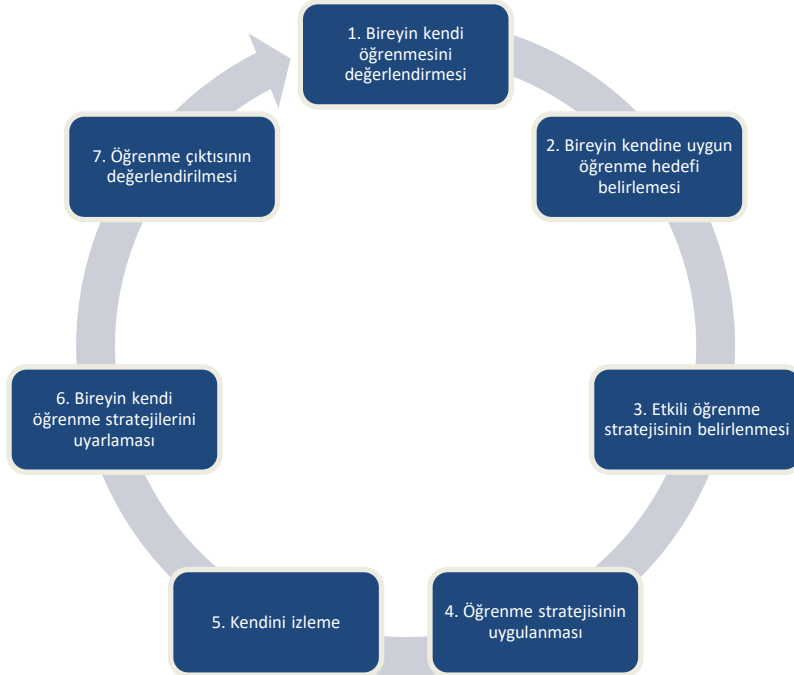 1. Bireyin kendi
öğrenmesini
değerlendirmesi
2. Bireyin kendine uygun
öğrenme hedefi
belirlemesi
3. Etkili öğrenme
stratejisinin belirlenmesi
4. Öğrenme stratejisinin
uygulanması
5. Kendini izleme
6. Bireyin kendi
öğrenme stratejilerini
uyarlaması
7. Öğrenme çıktısının
değerlendirilmesi